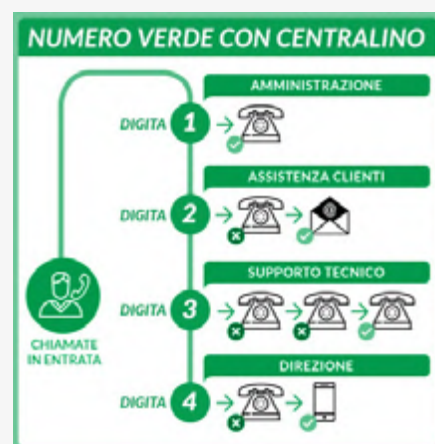 NUMERO VERDE CON CENTRALINO
AMMINISTRAZIONE
DIGITA 1
ASSISTENZA CLIENTI
DIGITA 2
SUPPORTO TECNICO
DIGITA 3
CHIAMATE
IN ENTRATA
DIREZIONE
DIGITA 4